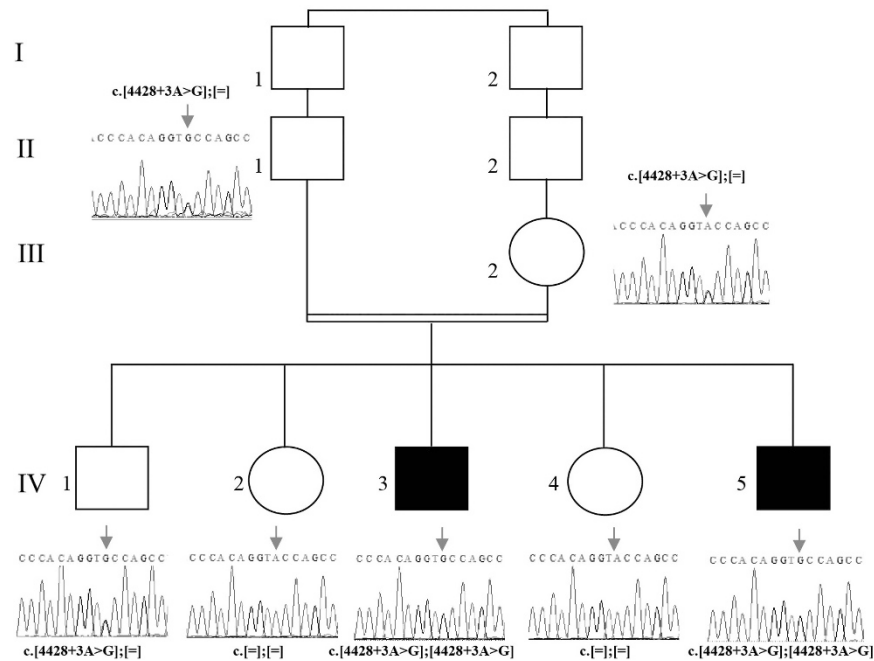 I
1
2
c.[4428+3A>G];[=]
CCCACAGGTGCCAGCC
II
1
2
c.[4428+3A>G];[=]
CCCACAGGTACCAGCC
III
2
IV
1
2
3
4
5
CCCACAGGTGCCAGCC
CCCACAGGTACCAGCC
CCCACAGGTGCCAGCC
CCCACAGGTACCAGCC
CCCACAGGTGCCAGCC
c.[4428+3A>G];[=]
c.[=];[=]
c.[4428+3A>G];[4428+3A>G]
c.[=];[=]
c.[4428+3A>G];[4428+3A>G]